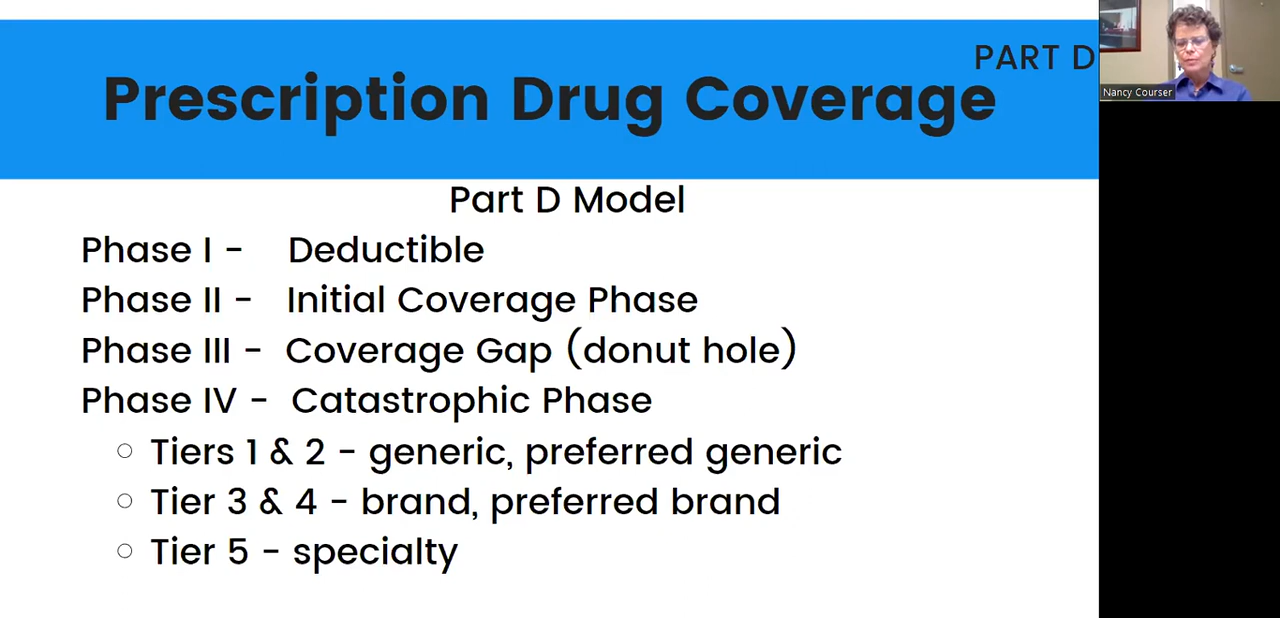 PART D
Prescription Drug Coverage
Nancy Courser
Part D Model
Phase I - Deductible
Phase II - Initial Coverage Phase
Phase III - Coverage Gap (donut hole)
Phase IV - Catastrophic Phase
Tiers 1 & 2 - generic, preferred generic
Tier 3 & 4 - brand, preferred brand
Tier 5 - specialty